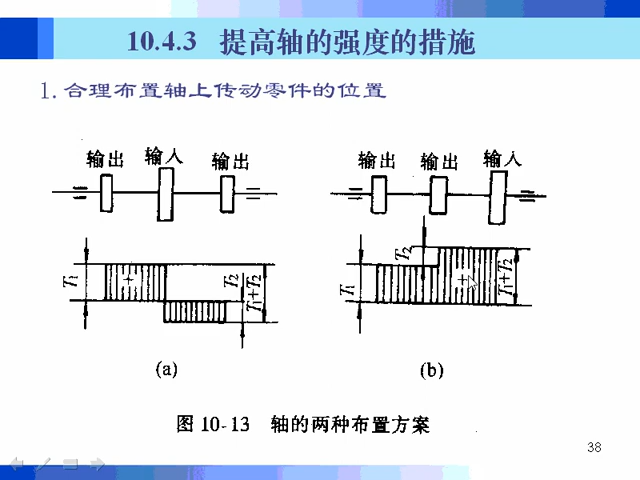 10.4.3 提高轴的强度的措施
1. 合理布置轴上传动零件的位置
输出 输入 输出
输出 输出 输入
T₁ + T₂ T₁+T₂
T₁ T₂ + T₁+T₂
(a) (b)
图 10-13 轴的两种布置方案
38